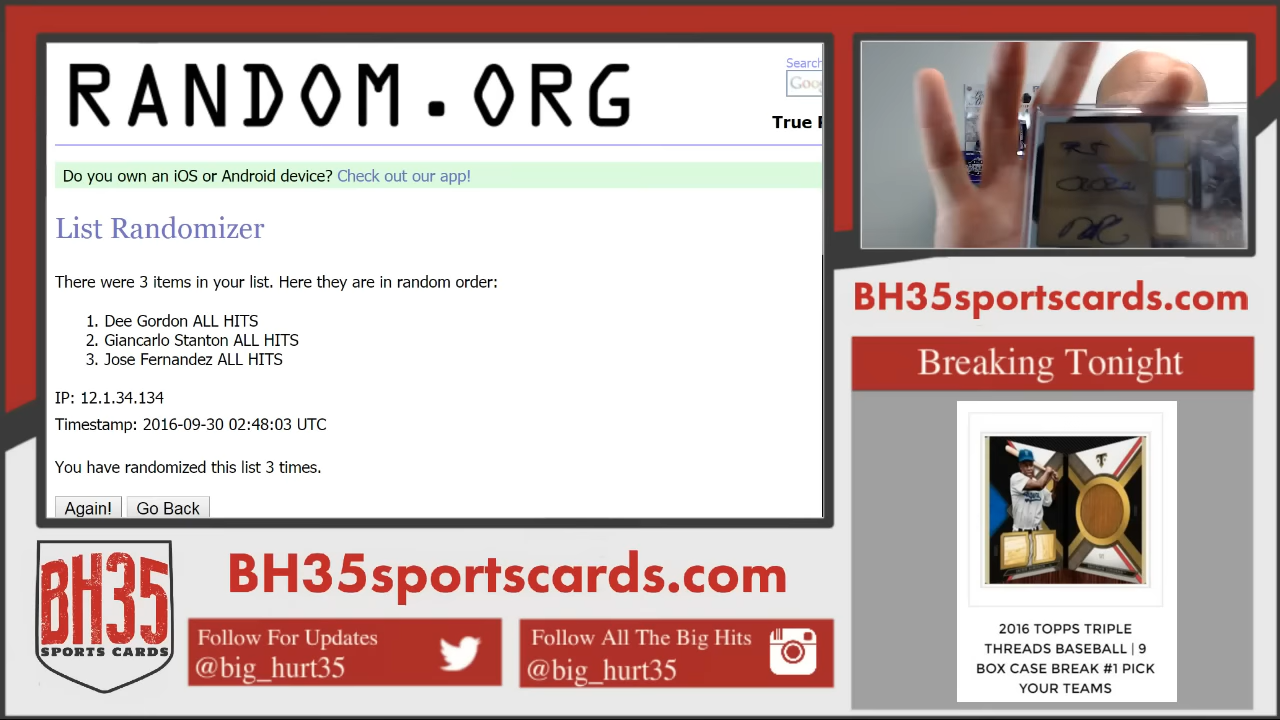 RANDOM.ORG
Search
Goo
True
Do you own an iOS or Android device? Check out our app!
List Randomizer
There were 3 items in your list. Here they are in random order:
1. Dee Gordon ALL HITS
2. Giancarlo Stanton ALL HITS
3. Jose Fernandez ALL HITS
IP: 12.1.34.134
Timestamp: 2016-09-30 02:48:03 UTC
You have randomized this list 3 times.
Again! Go Back
BH35sportscards.com
Breaking Tonight
2016 TOPPS TRIPLE
THREADS BASEBALL | 9
BOX CASE BREAK #1 PICK
YOUR TEAMS
BH35
SPORTS CARDS
BH35sportscards.com
Follow For Updates
@big_hurt35
Follow All The Big Hits
@big_hurt35